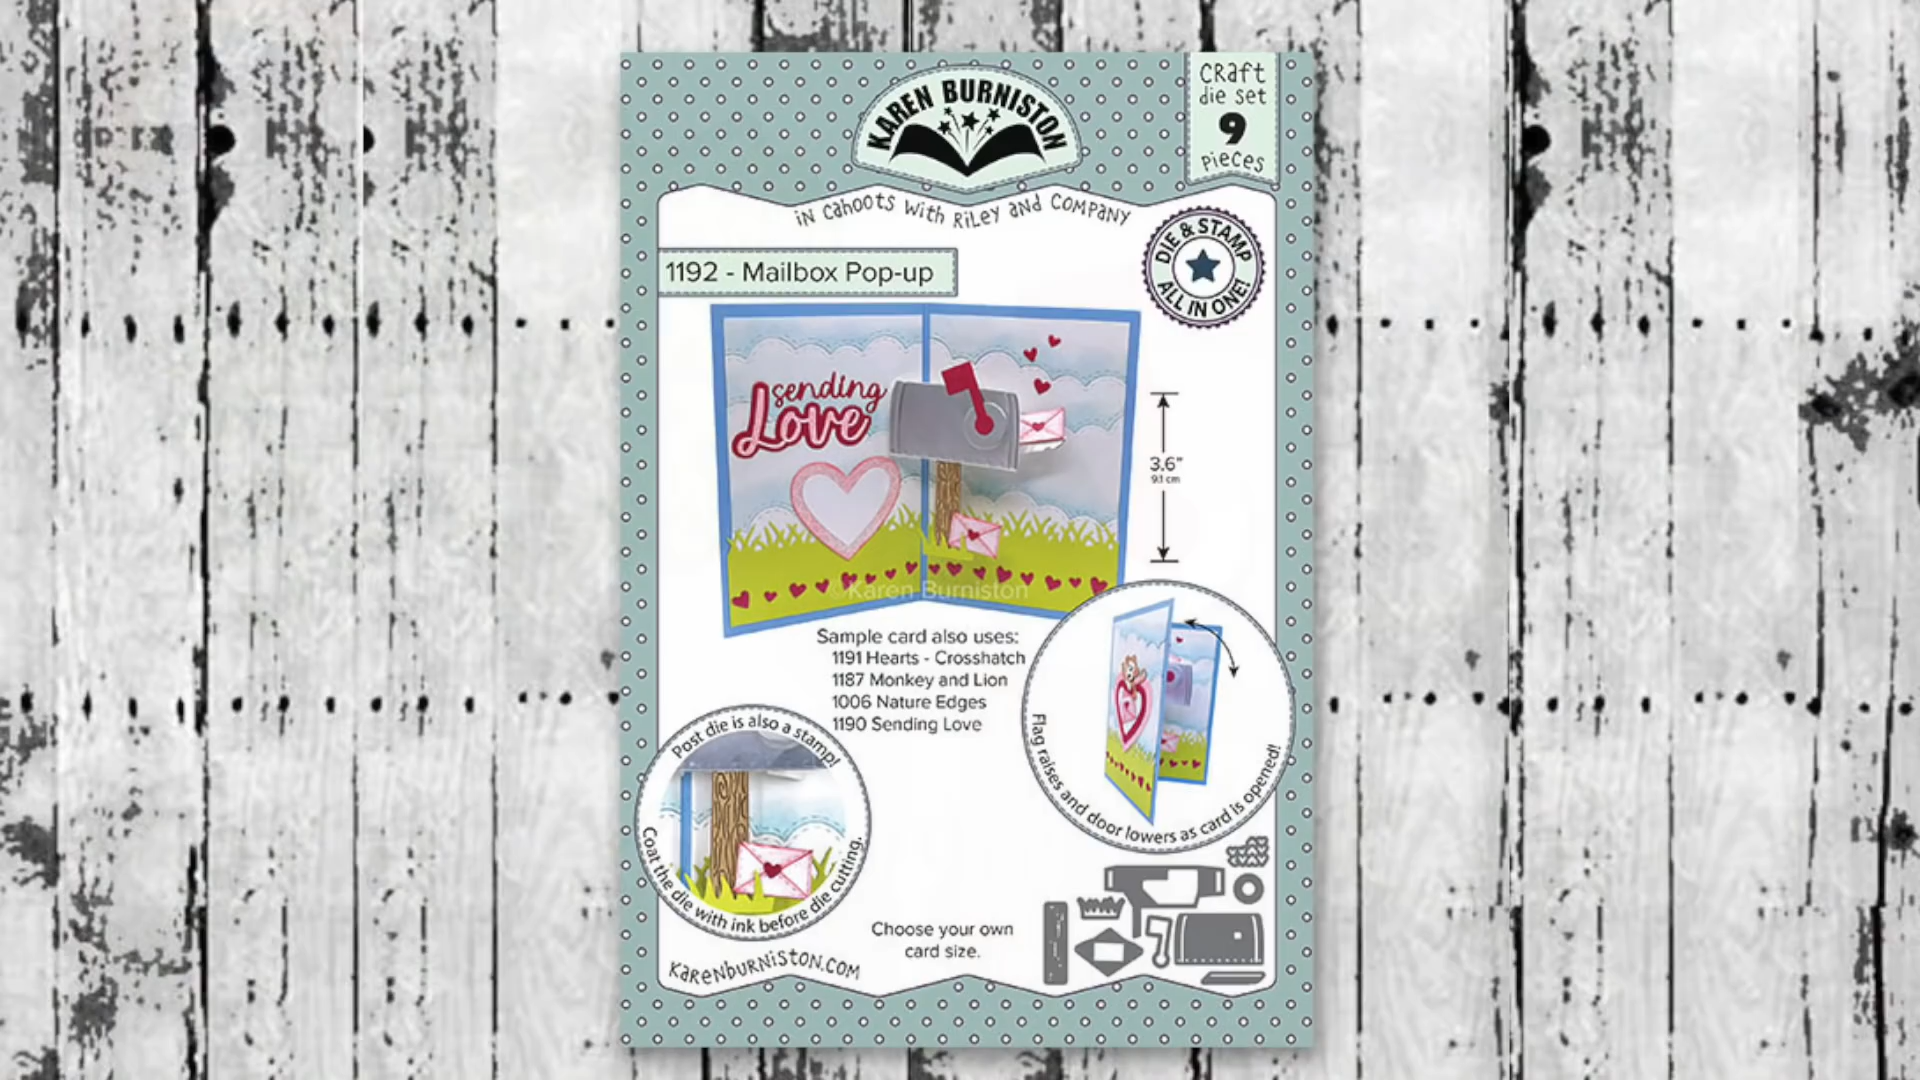 KAREN BURNISTON
craft
die set
9
pieces
in cahoots with Riley and Company
DIE & STAMP
ALL IN ONE!
1192 - Mailbox Pop-up
sending
Love
3.6"
9.1 cm
©Karen Burniston
Sample card also uses:
1191 Hearts - Crosshatch
1187 Monkey and Lion
1006 Nature Edges
1190 Sending Love
Flag raises and door lowers as card is opened!
Post die is also a stamp!
Coat the die with ink before die cutting.
Choose your own
card size.
KarenBurniston.com